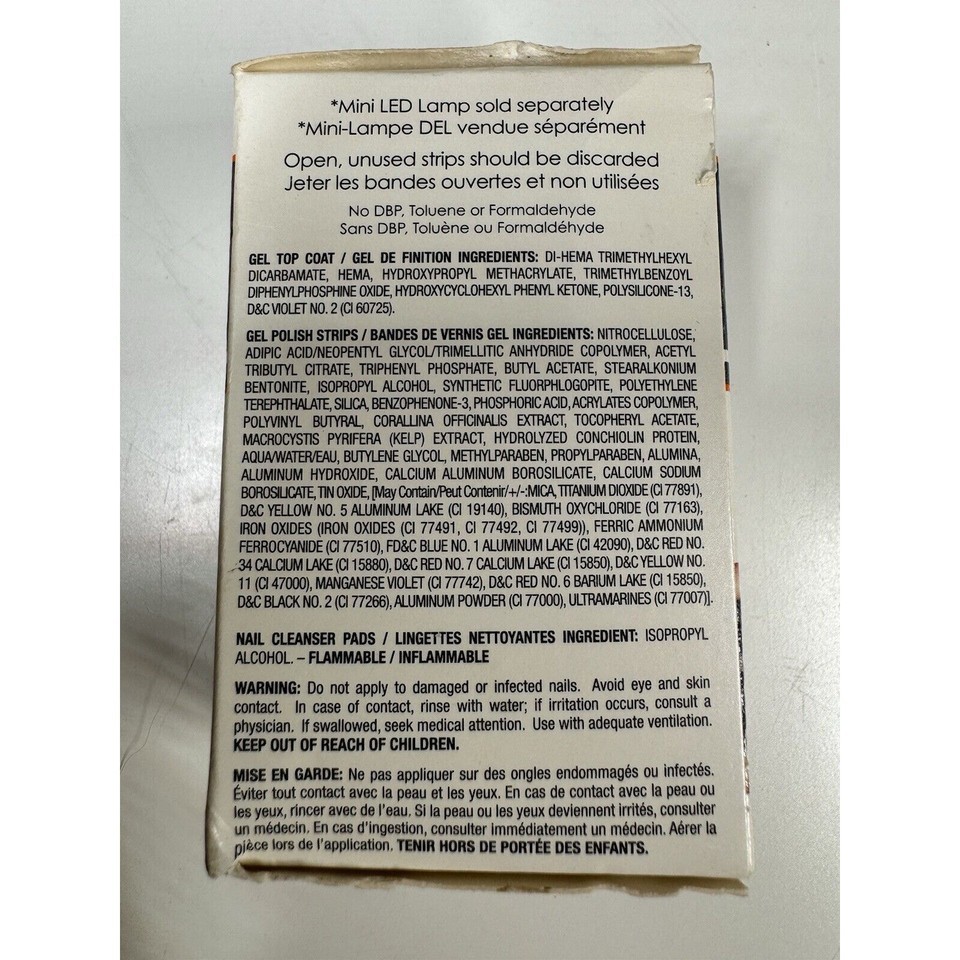 *Mini LED Lamp sold separately
*Mini-Lampe DEL vendue séparément
Open, unused strips should be discarded
Jeter les bandes ouvertes et non utilisées
No DBP, Toluene or Formaldehyde
Sans DBP, Toluène ou Formaldéhyde
GEL TOP COAT / GEL DE FINITION INGREDIENTS: DI-HEMA TRIMETHYLHEXYL
DICARBAMATE, HEMA, HYDROXYPROPYL METHACRYLATE, TRIMETHYLBENZOYL
DIPHENYLPHOSPHINE OXIDE, HYDROXYCYCLOHEXYL PHENYL KETONE, POLYSILICONE-13,
D&C VIOLET NO. 2 (CI 60725).
GEL POLISH STRIPS / BANDES DE VERNIS GEL INGREDIENTS: NITROCELLULOSE,
ADIPIC ACID/NEOPENTYL GLYCOL/TRIMELLITIC ANHYDRIDE COPOLYMER, ACETYL
TRIBUTYL CITRATE, TRIPHENYL PHOSPHATE, BUTYL ACETATE, STEARALKONIUM
BENTONITE, ISOPROPYL ALCOHOL, SYNTHETIC FLUORPHLOGOPITE, POLYETHYLENE
TEREPHTHALATE, SILICA, BENZOPHENONE-3, PHOSPHORIC ACID, ACRYLATES COPOLYMER,
POLYVINYL BUTYRAL, CORALLINA OFFICINALIS EXTRACT, TOCOPHERYL ACETATE,
MACROCYSTIS PYRIFERA (KELP) EXTRACT, HYDROLYZED CONCHIOLIN PROTEIN,
AQUA/WATER/EAU, BUTYLENE GLYCOL, METHYLPARABEN, PROPYLPARABEN, ALUMINA,
ALUMINUM HYDROXIDE, CALCIUM ALUMINUM BOROSILICATE, CALCIUM SODIUM
BOROSILICATE, TIN OXIDE, [May Contain/Peut Contenir/+/-:MICA, TITANIUM DIOXIDE (CI 77891),
D&C YELLOW NO. 5 ALUMINUM LAKE (CI 19140), BISMUTH OXYCHLORIDE (CI 77163),
IRON OXIDES (IRON OXIDES (CI 77491, CI 77492, CI 77499)), FERRIC AMMONIUM
FERROCYANIDE (CI 77510), FD&C BLUE NO. 1 ALUMINUM LAKE (CI 42090), D&C RED NO.
34 CALCIUM LAKE (CI 15880), D&C RED NO. 7 CALCIUM LAKE (CI 15850), D&C YELLOW NO.
11 (CI 47000), MANGANESE VIOLET (CI 77742), D&C RED NO. 6 BARIUM LAKE (CI 15850),
D&C BLACK NO. 2 (CI 77266), ALUMINUM POWDER (CI 77000), ULTRAMARINES (CI 77007)].
NAIL CLEANSER PADS / LINGETTES NETTOYANTES INGREDIENT: ISOPROPYL
ALCOHOL. – FLAMMABLE / INFLAMMABLE
WARNING: Do not apply to damaged or infected nails. Avoid eye and skin
contact. In case of contact, rinse with water; if irritation occurs, consult a
physician. If swallowed, seek medical attention. Use with adequate ventilation.
KEEP OUT OF REACH OF CHILDREN.
MISE EN GARDE: Ne pas appliquer sur des ongles endommagés ou infectés.
Éviter tout contact avec la peau et les yeux. En cas de contact avec la peau ou
les yeux, rincer avec de l'eau. Si la peau ou les yeux deviennent irrités, consulter
un médecin. En cas d'ingestion, consulter immédiatement un médecin. Aérer la
pièce lors de l'application. TENIR HORS DE PORTÉE DES ENFANTS.